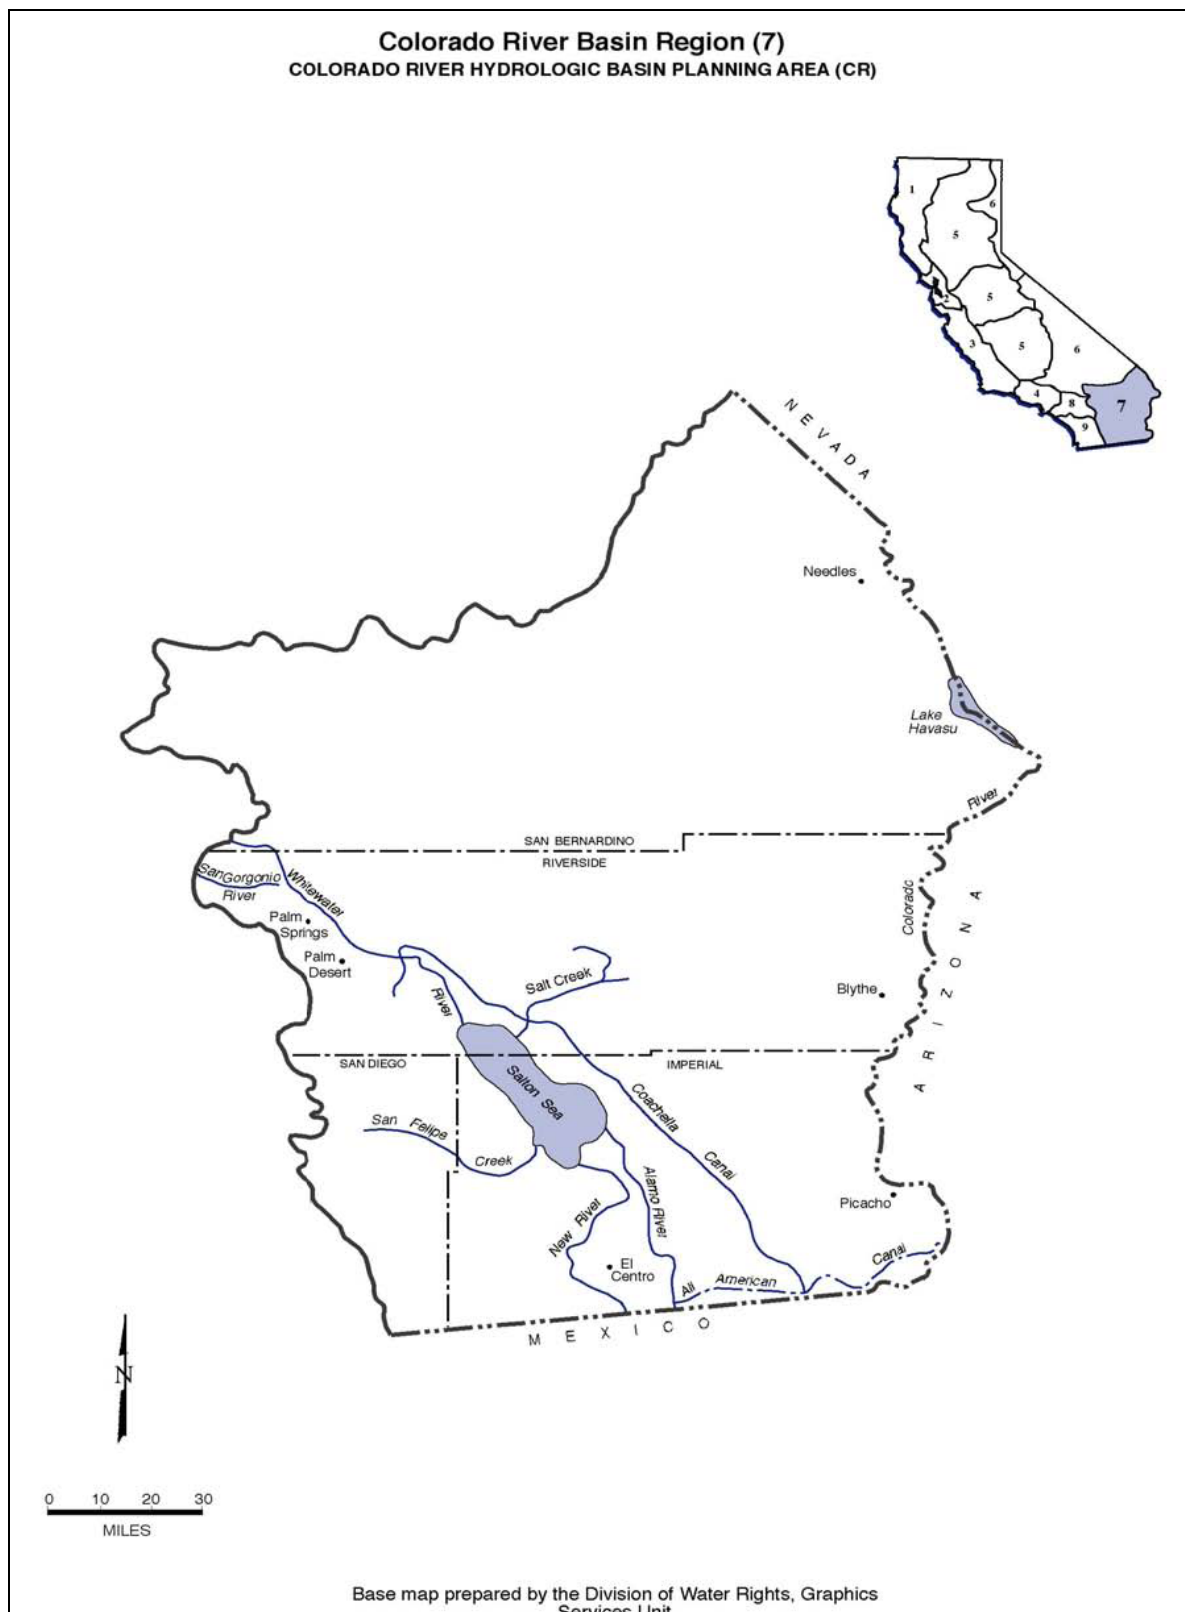 Colorado River Basin Region (7)
COLORADO RIVER HYDROLOGIC BASIN PLANNING AREA (CR)
1
6
5
2
5
3
5
6
4
8
7
9
NEVADA
Needles
Lake
Havasu
River
SAN BERNARDINO
RIVERSIDE
San Gorgonio
River
Whitewater
Colorado
ARIZONA
Palm
Springs
Palm
Desert
River
Salt Creek
Blythe
SAN DIEGO
IMPERIAL
Salton Sea
Coachella
Canal
San Felipe
Creek
Alamo River
New River
Picacho
El
Centro
All American
Canal
MEXICO
N
0 10 20 30
MILES
Base map prepared by the Division of Water Rights, Graphics
Services Unit